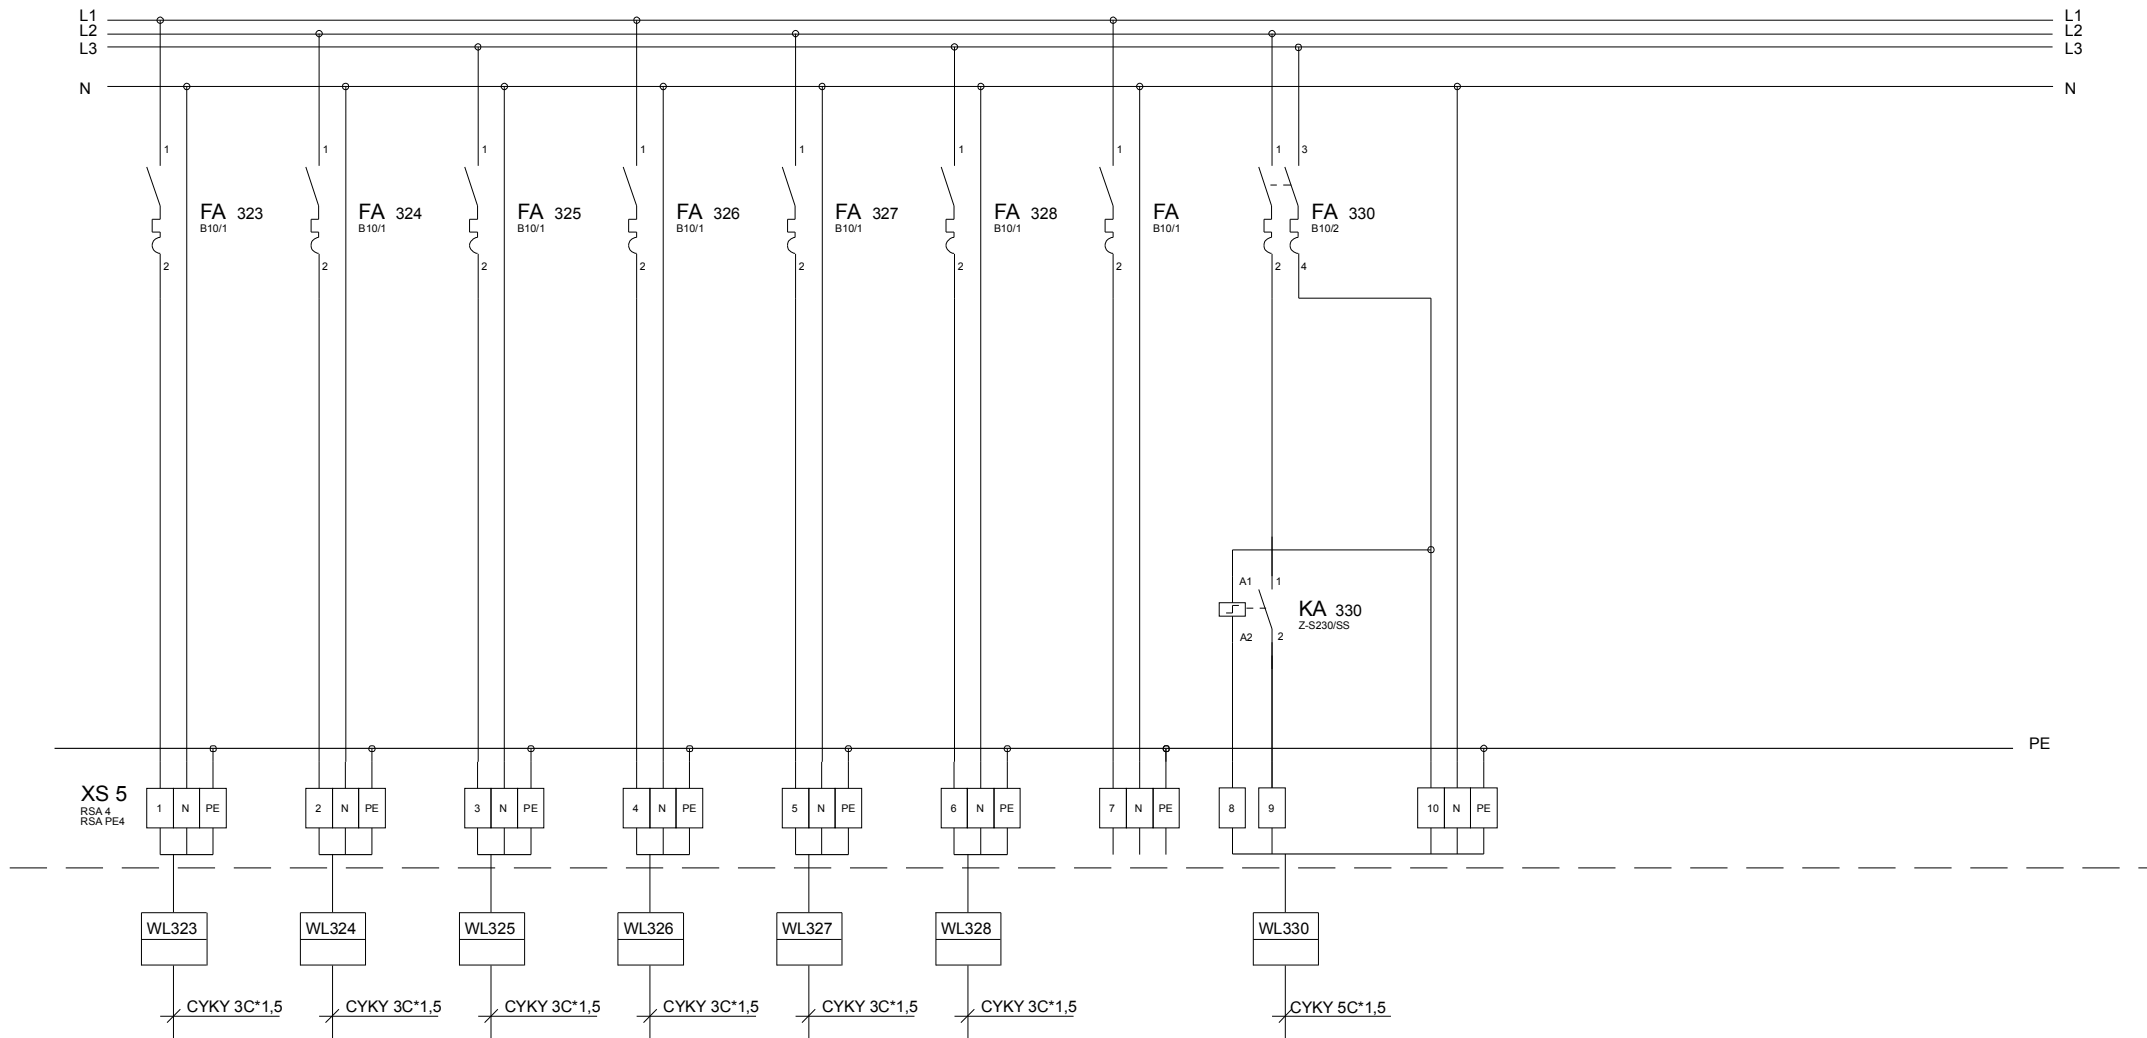 L1 L1
L2 L2
L3 L3
N N
1 1 1 1 1 1 1 1 3
FA 323 FA 324 FA 325 FA 326 FA 327 FA 328 FA FA 330
B10/1 B10/1 B10/1 B10/1 B10/1 B10/1 B10/1 B10/2
2 2 2 2 2 2 2 2 4
A1 1
KA 330
Z-S230/SS
A2 2
PE
XS 5
RSA 4
RSA PE4
1 N PE 2 N PE 3 N PE 4 N PE 5 N PE 6 N PE 7 N PE 8 9 10 N PE
WL323 WL324 WL325 WL326 WL327 WL328 WL330
CYKY 3C*1,5 CYKY 3C*1,5 CYKY 3C*1,5 CYKY 3C*1,5 CYKY 3C*1,5 CYKY 3C*1,5 CYKY 5C*1,5